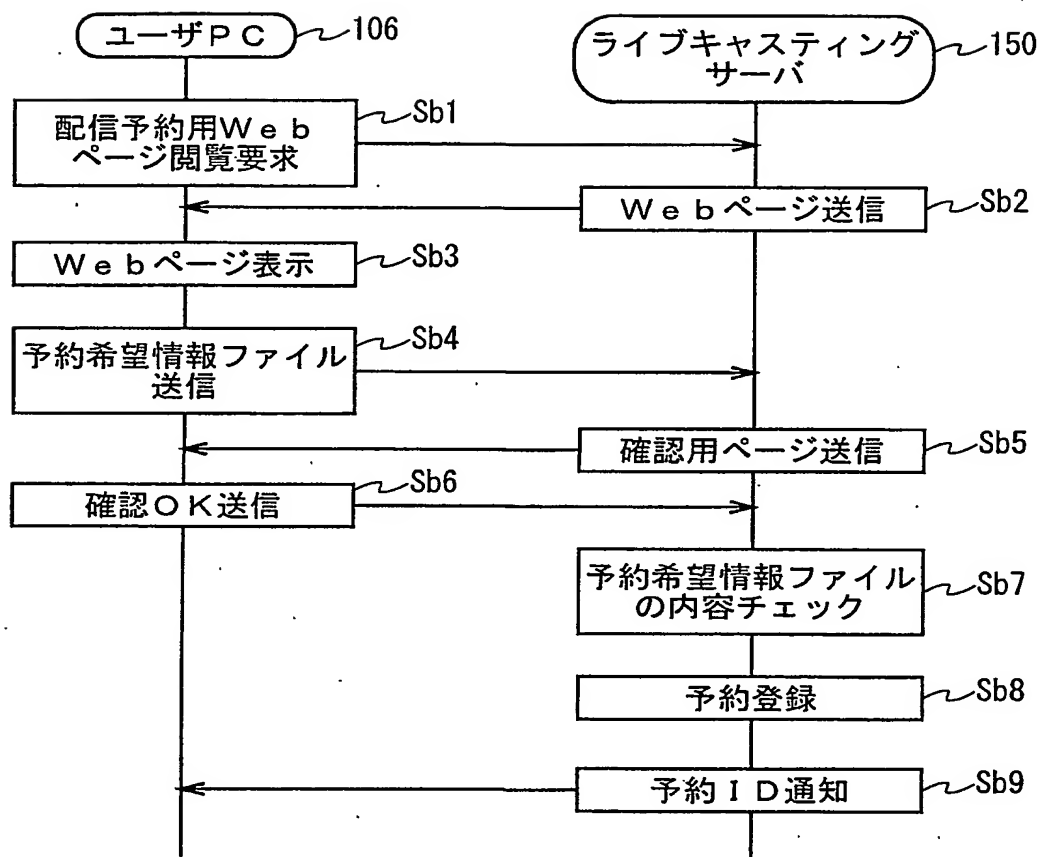 ユーザPC
106
ライブキャスティング
サーバ
150
配信予約用Web
ページ閲覧要求
Sb1
Webページ送信
Sb2
Webページ表示
Sb3
予約希望情報ファイル
送信
Sb4
確認用ページ送信
Sb5
確認OK送信
Sb6
予約希望情報ファイル
の内容チェック
Sb7
予約登録
Sb8
予約ID通知
Sb9